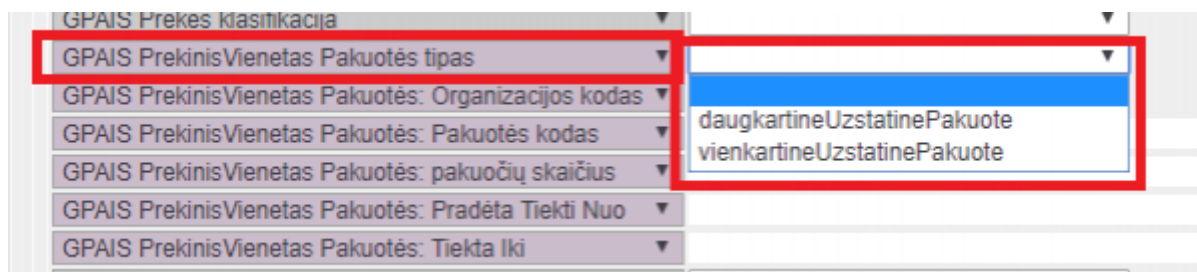 GPAIS Prekės klasifikacija
GPAIS PrekinisVienetas Pakuotės tipas
GPAIS PrekinisVienetas Pakuotės: Organizacijos kodas
daugkartineUzstatinePakuote
GPAIS PrekinisVienetas Pakuotės: Pakuotės kodas
vienkartineUzstatinePakuote
GPAIS PrekinisVienetas Pakuotės: pakuočių skaičius
GPAIS PrekinisVienetas Pakuotės: Pradėta Tiekti Nuo
GPAIS PrekinisVienetas Pakuotės: Tiekta Iki